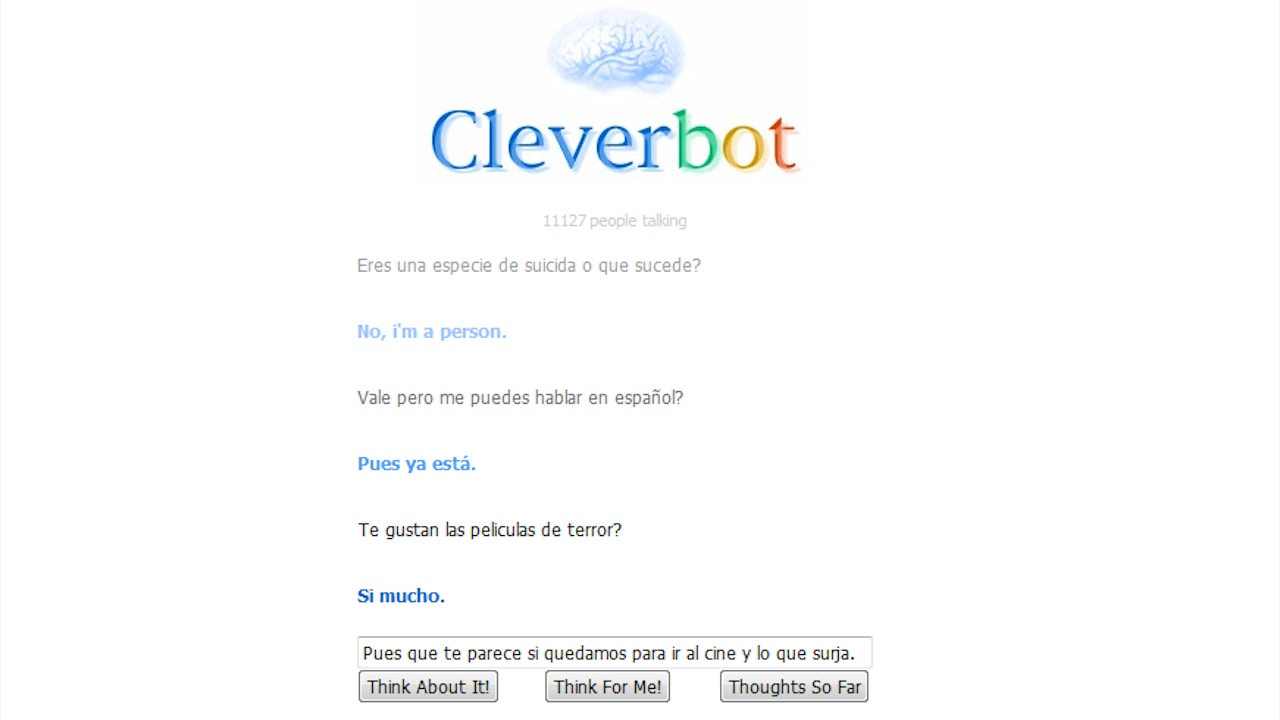 Cleverbot
11127 people talking
Eres una especie de suicida o que sucede?
No, i'm a person.
Vale pero me puedes hablar en español?
Pues ya está.
Te gustan las peliculas de terror?
Si mucho.
Pues que te parece si quedamos para ir al cine y lo que surja.
Think About It! Think For Me! Thoughts So Far